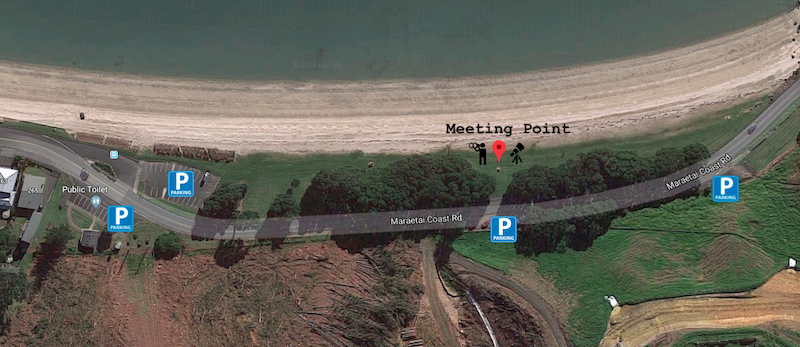 Meeting Point
Maraetai Coast Rd
265
P
PARKING
Public Toilet
P
PARKING
P
PARKING
Maraetai Coast Rd
P
PARKING